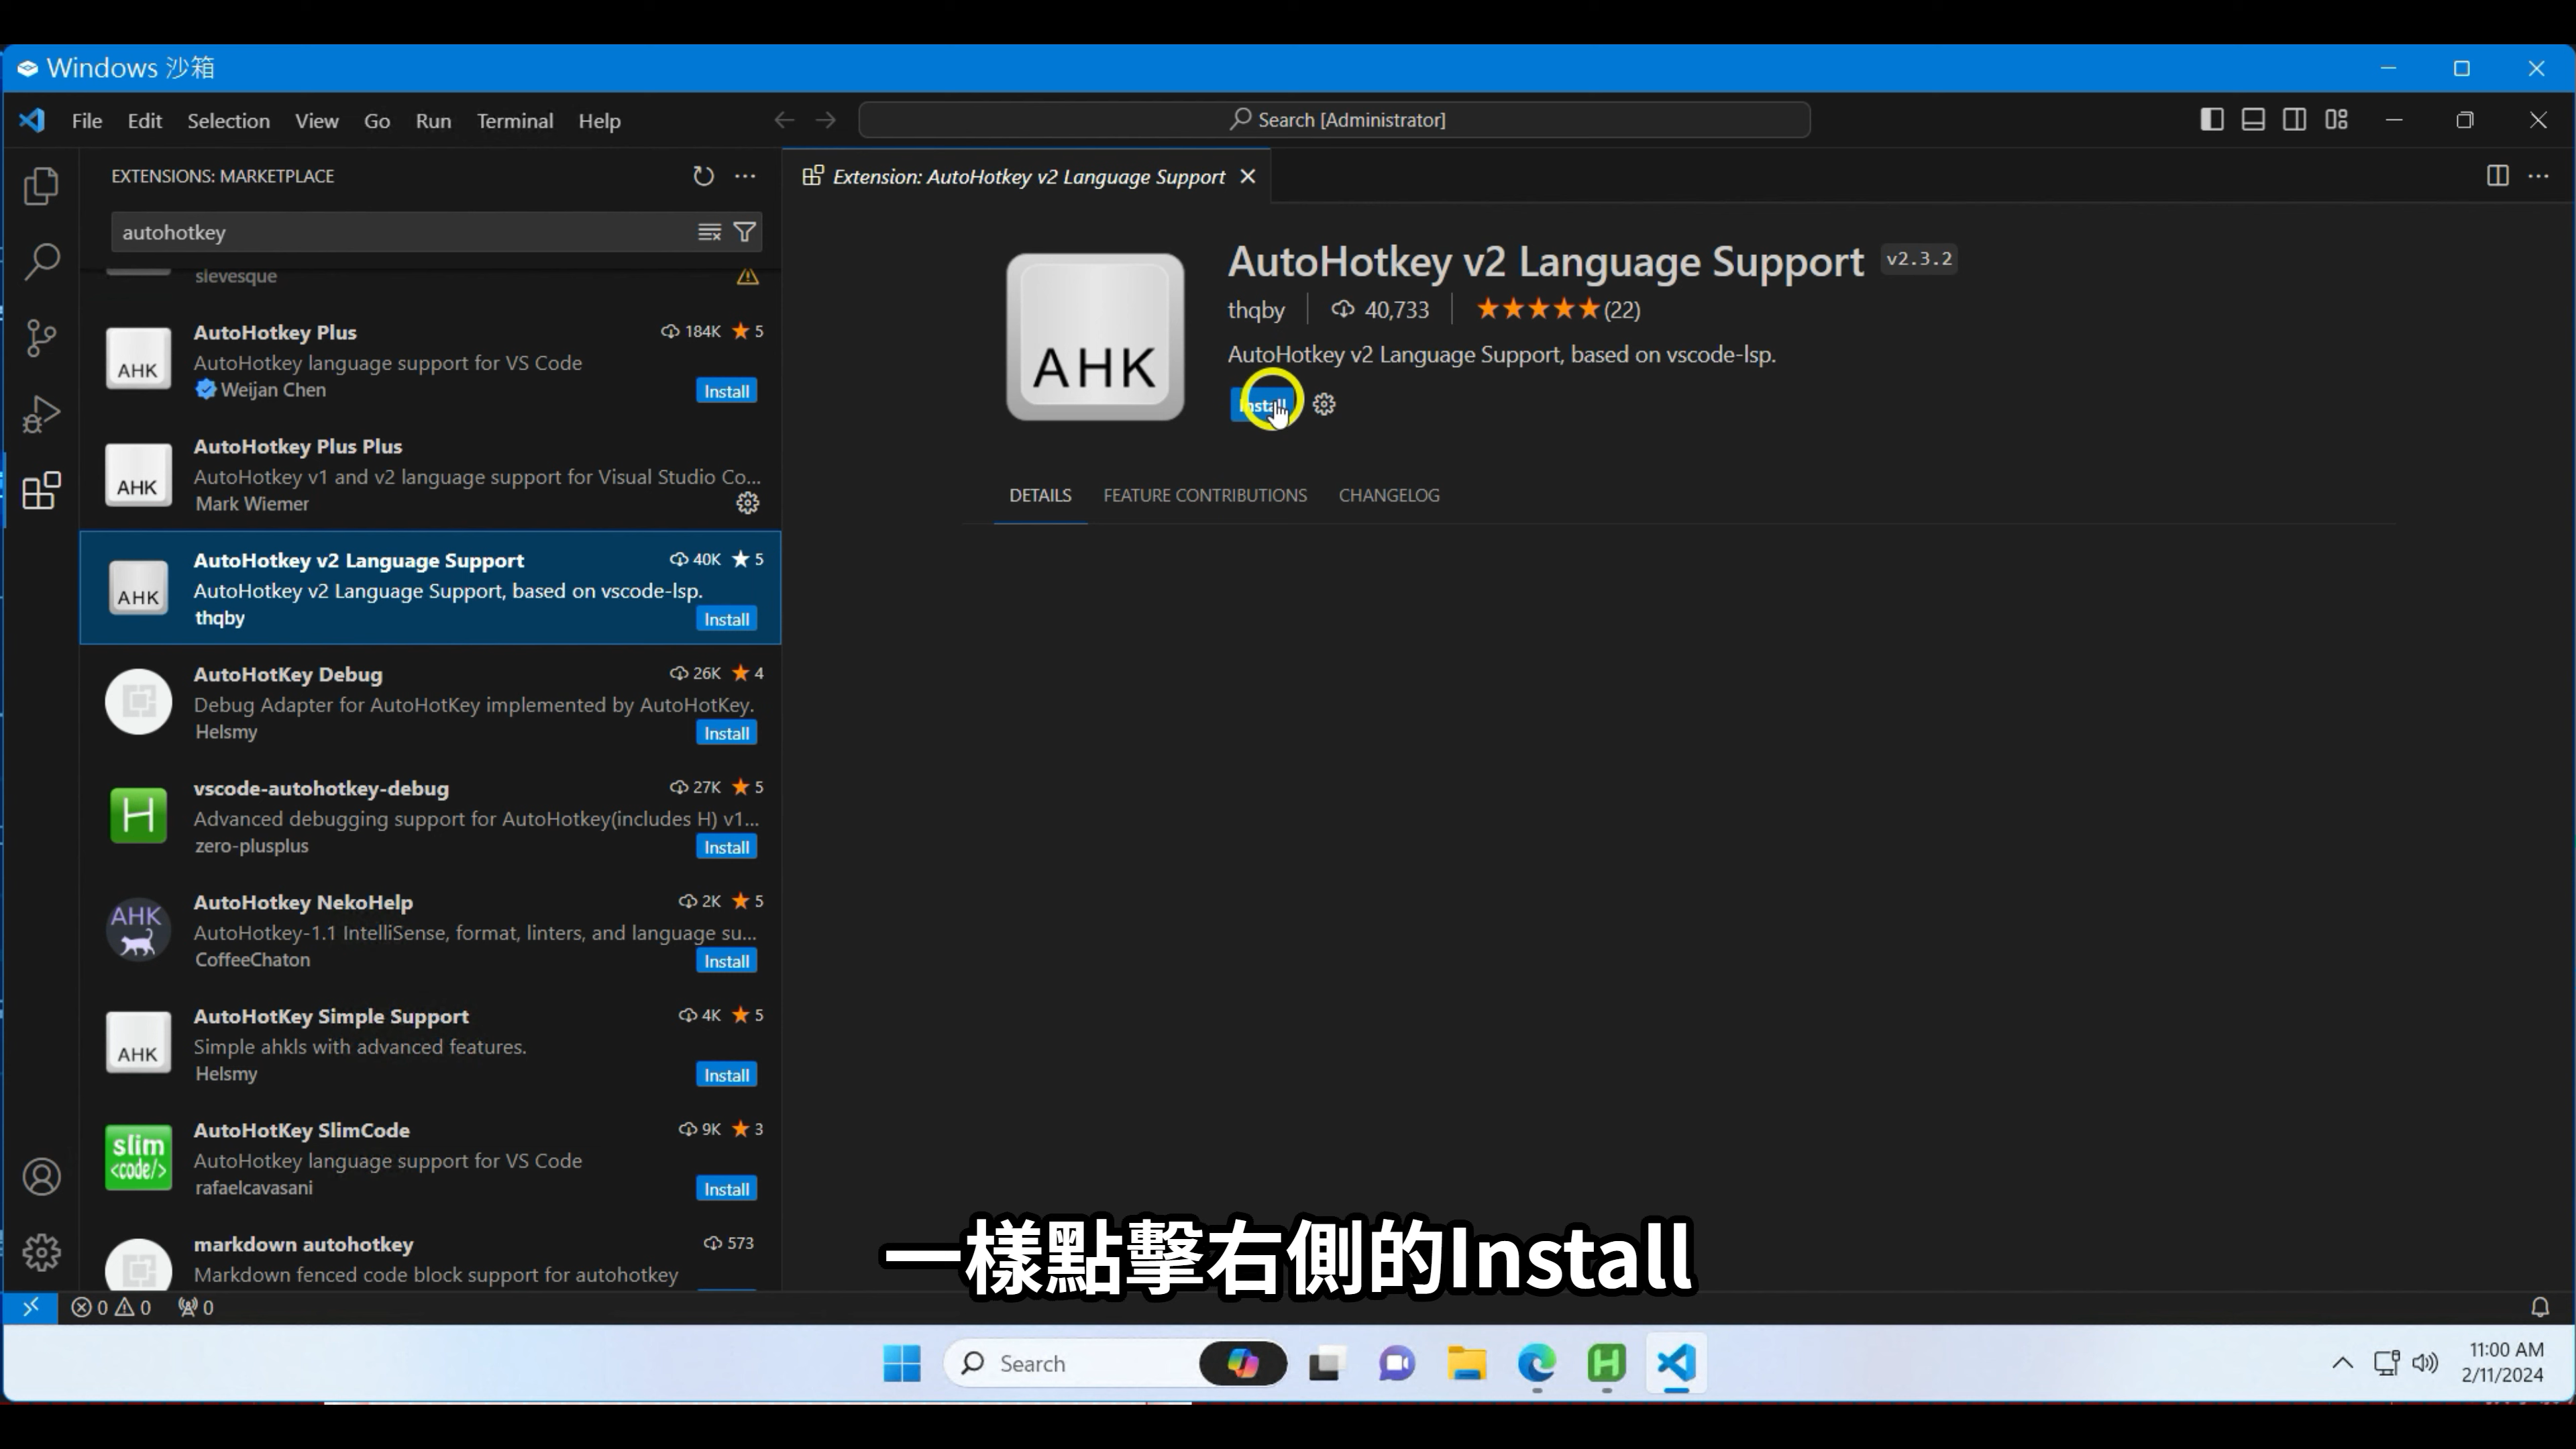 Windows 沙箱
File Edit Selection View Go Run Terminal Help
Search [Administrator]
EXTENSIONS: MARKETPLACE
autohotkey
slevesque
AutoHotkey Plus 184K 5
AutoHotkey language support for VS Code
Weijan Chen Install
AHK
AutoHotkey Plus Plus
AutoHotkey v1 and v2 language support for Visual Studio Co...
Mark Wiemer
AHK
AutoHotkey v2 Language Support 40K 5
AutoHotkey v2 Language Support, based on vscode-lsp.
thqby Install
AHK
AutoHotKey Debug 26K 4
Debug Adapter for AutoHotKey implemented by AutoHotKey.
Helsmy Install
vscode-autohotkey-debug 27K 5
Advanced debugging support for AutoHotkey(includes H) v1...
zero-plusplus Install
H
AutoHotkey NekoHelp 2K 5
AutoHotkey-1.1 IntelliSense, format, linters, and language su...
CoffeeChaton Install
AHK
AutoHotKey Simple Support 4K 5
Simple ahkls with advanced features.
Helsmy Install
AHK
AutoHotKey SlimCode 9K 3
AutoHotkey language support for VS Code
rafaelcavasani Install
slim
<code/>
markdown autohotkey 573
Markdown fenced code block support for autohotkey
Extension: AutoHotkey v2 Language Support
AHK
AutoHotkey v2 Language Support v2.3.2
thqby 40,733 (22)
AutoHotkey v2 Language Support, based on vscode-lsp.
Install
DETAILS FEATURE CONTRIBUTIONS CHANGELOG
一樣點擊右側的Install
0 0 0
Search
H
11:00 AM
2/11/2024